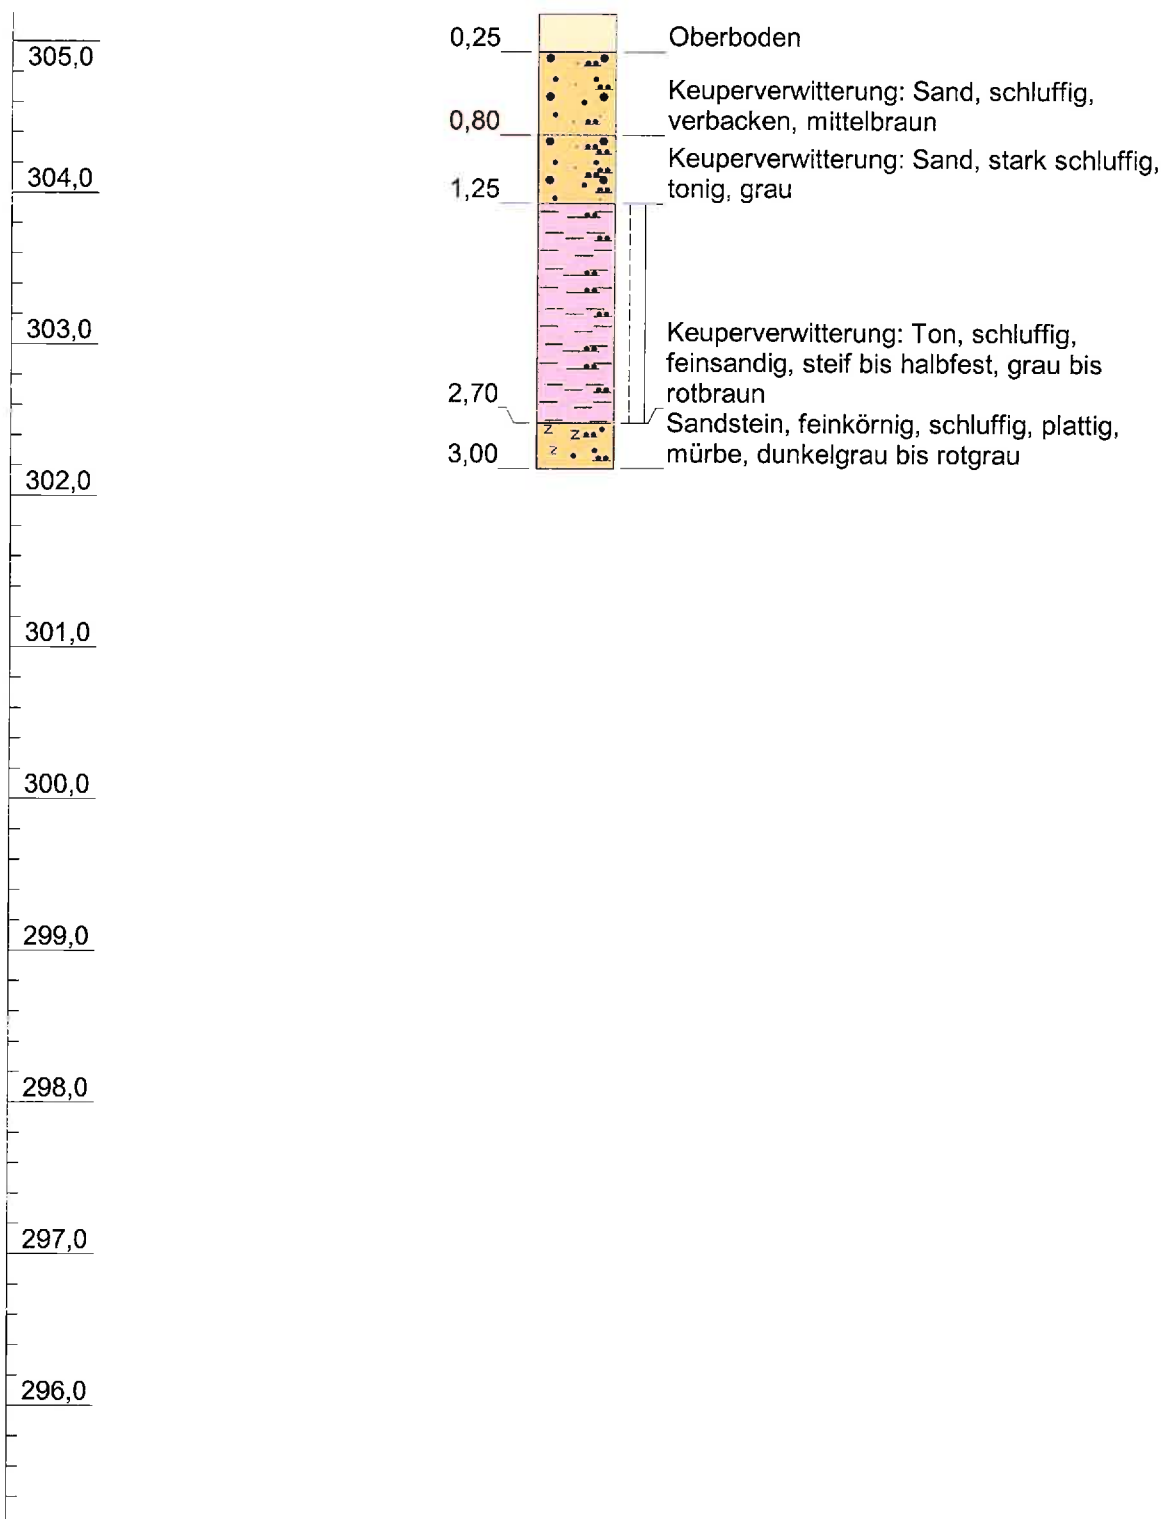 305,0
304,0
303,0
302,0
301,0
300,0
299,0
298,0
297,0
296,0
0,25
Oberboden
Keuperverwitterung: Sand, schluffig,
verbacken, mittelbraun
0,80
Keuperverwitterung: Sand, stark schluffig,
tonig, grau
1,25
Keuperverwitterung: Ton, schluffig,
feinsandig, steif bis halbfest, grau bis
rotbraun
2,70
Sandstein, feinkörnig, schluffig, plattig,
mürbe, dunkelgrau bis rotgrau
3,00
z
z
z